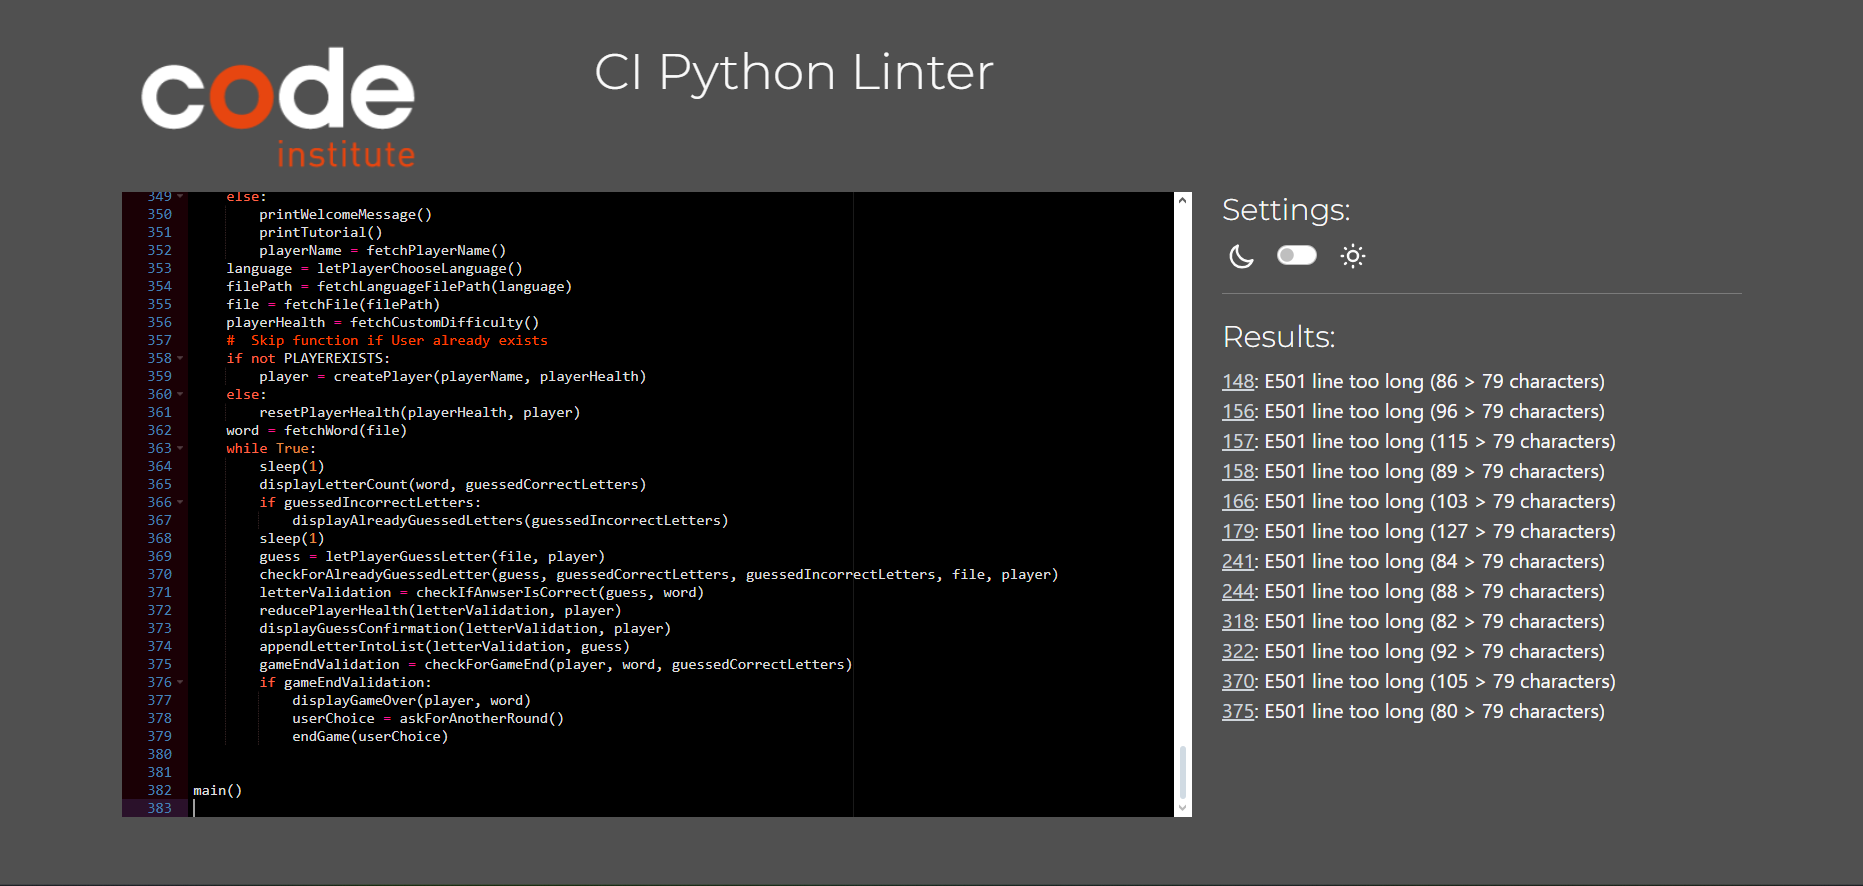 code
institute
CI Python Linter
349 else:
350 printWelcomeMessage()
351 printTutorial()
352 playerName = fetchPlayerName()
353 language = letPlayerChooseLanguage()
354 filePath = fetchLanguageFilePath(language)
355 file = fetchFile(filePath)
356 playerHealth = fetchCustomDifficulty()
357 #  Skip function if User already exists
358 if not PLAYEREXISTS:
359 player = createPlayer(playerName, playerHealth)
360 else:
361 resetPlayerHealth(playerHealth, player)
362 word = fetchWord(file)
363 while True:
364 sleep(1)
365 displayLetterCount(word, guessedCorrectLetters)
366 if guessedIncorrectLetters:
367 displayAlreadyGuessedLetters(guessedIncorrectLetters)
368 sleep(1)
369 guess = letPlayerGuessLetter(file, player)
370 checkForAlreadyGuessedLetter(guess, guessedCorrectLetters, guessedIncorrectLetters, file, player)
371 letterValidation = checkIfAnwserIsCorrect(guess, word)
372 reducePlayerHealth(letterValidation, player)
373 displayGuessConfirmation(letterValidation, player)
374 appendLetterIntoList(letterValidation, guess)
375 gameEndValidation = checkForGameEnd(player, word, guessedCorrectLetters)
376 if gameEndValidation:
377 displayGameOver(player, word)
378 userChoice = askForAnotherRound()
379 endGame(userChoice)
380
381
382 main()
383
Settings:
Results:
148: E501 line too long (86 > 79 characters)
156: E501 line too long (96 > 79 characters)
157: E501 line too long (115 > 79 characters)
158: E501 line too long (89 > 79 characters)
166: E501 line too long (103 > 79 characters)
179: E501 line too long (127 > 79 characters)
241: E501 line too long (84 > 79 characters)
244: E501 line too long (88 > 79 characters)
318: E501 line too long (82 > 79 characters)
322: E501 line too long (92 > 79 characters)
370: E501 line too long (105 > 79 characters)
375: E501 line too long (80 > 79 characters)